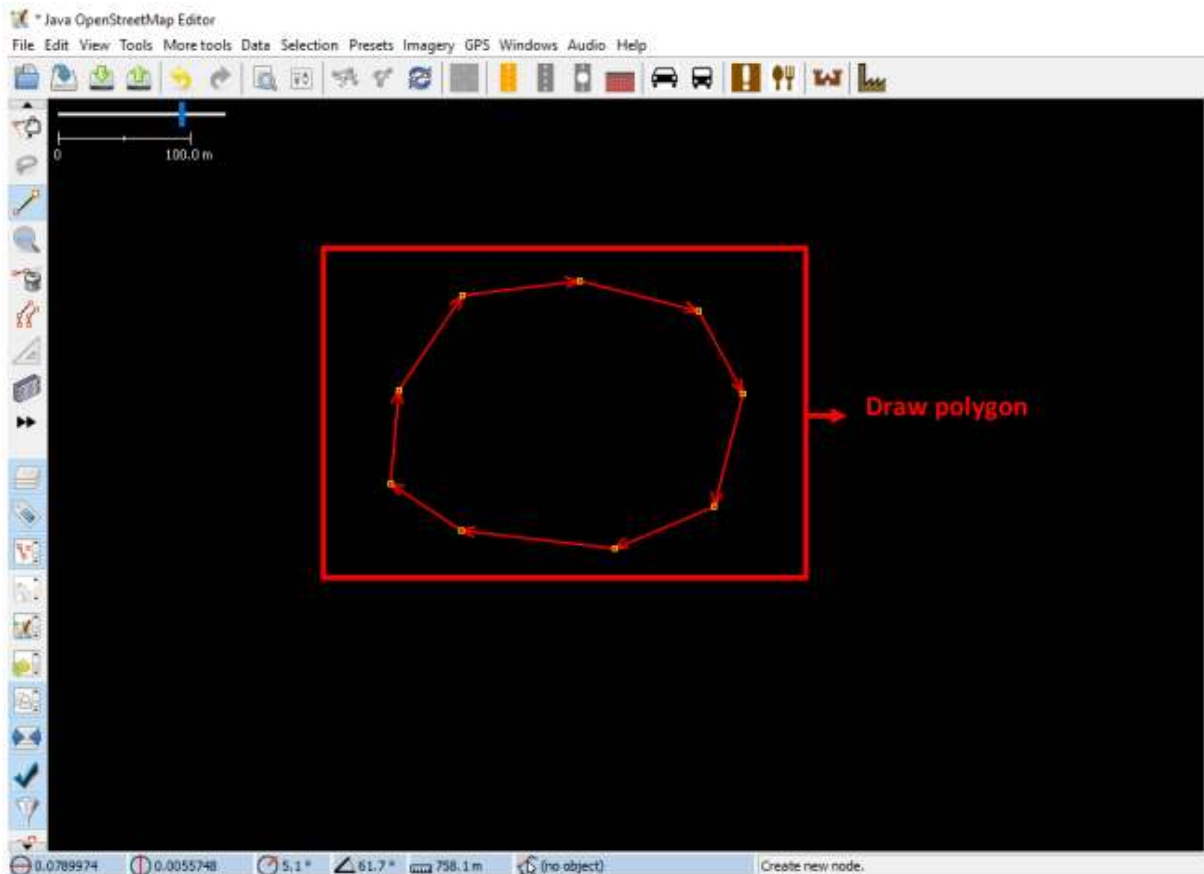 * Java OpenStreetMap Editor
File Edit View Tools More tools Data Selection Presets Imagery GPS Windows Audio Help
0 100.0 m
Draw polygon
0.0789974 0.0055748 5.1 ° 61.7 ° 758.1 m (no object) Create new node.